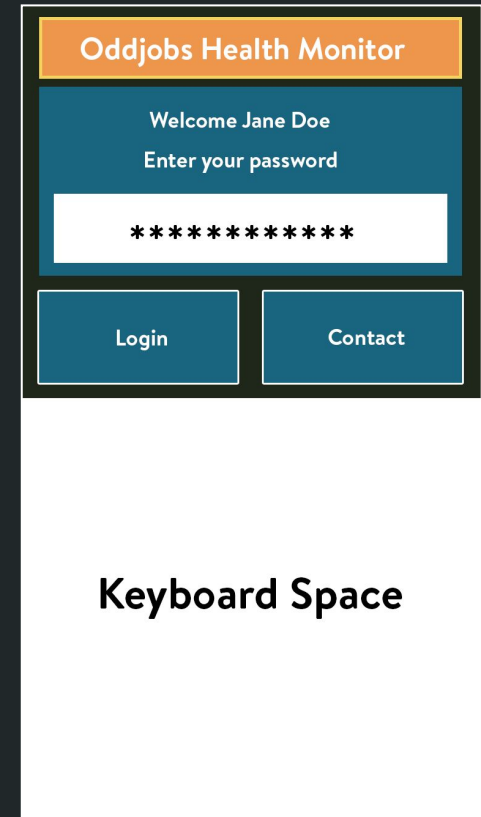 Oddjobs Health Monitor
Welcome Jane Doe
Enter your password
************
Login
Contact
Keyboard Space